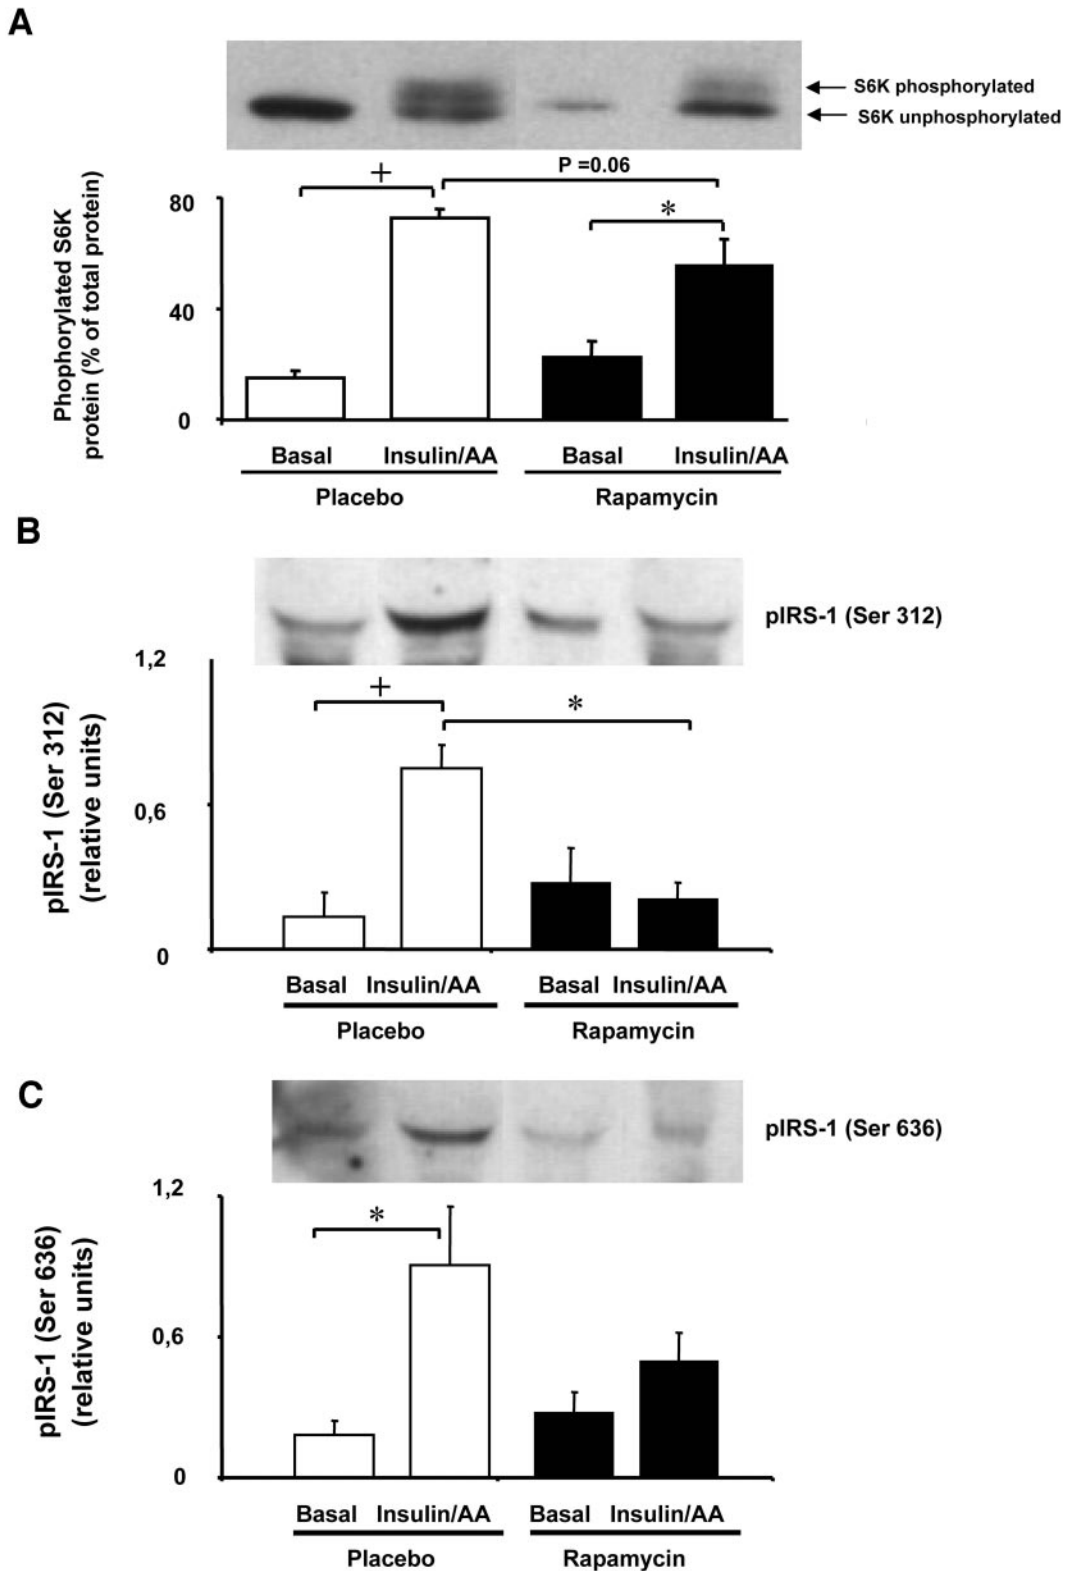 A
S6K phosphorylated
S6K unphosphorylated
P =0.06
+
*
Phophorylated S6K
protein (% of total protein)
80
40
0
Basal Insulin/AA Basal Insulin/AA
Placebo Rapamycin
B
pIRS-1 (Ser 312)
1,2
+
*
pIRS-1 (Ser 312)
(relative units)
0,6
0
Basal Insulin/AA Basal Insulin/AA
Placebo Rapamycin
C
pIRS-1 (Ser 636)
1,2
*
pIRS-1 (Ser 636)
(relative units)
0,6
0
Basal Insulin/AA Basal Insulin/AA
Placebo Rapamycin